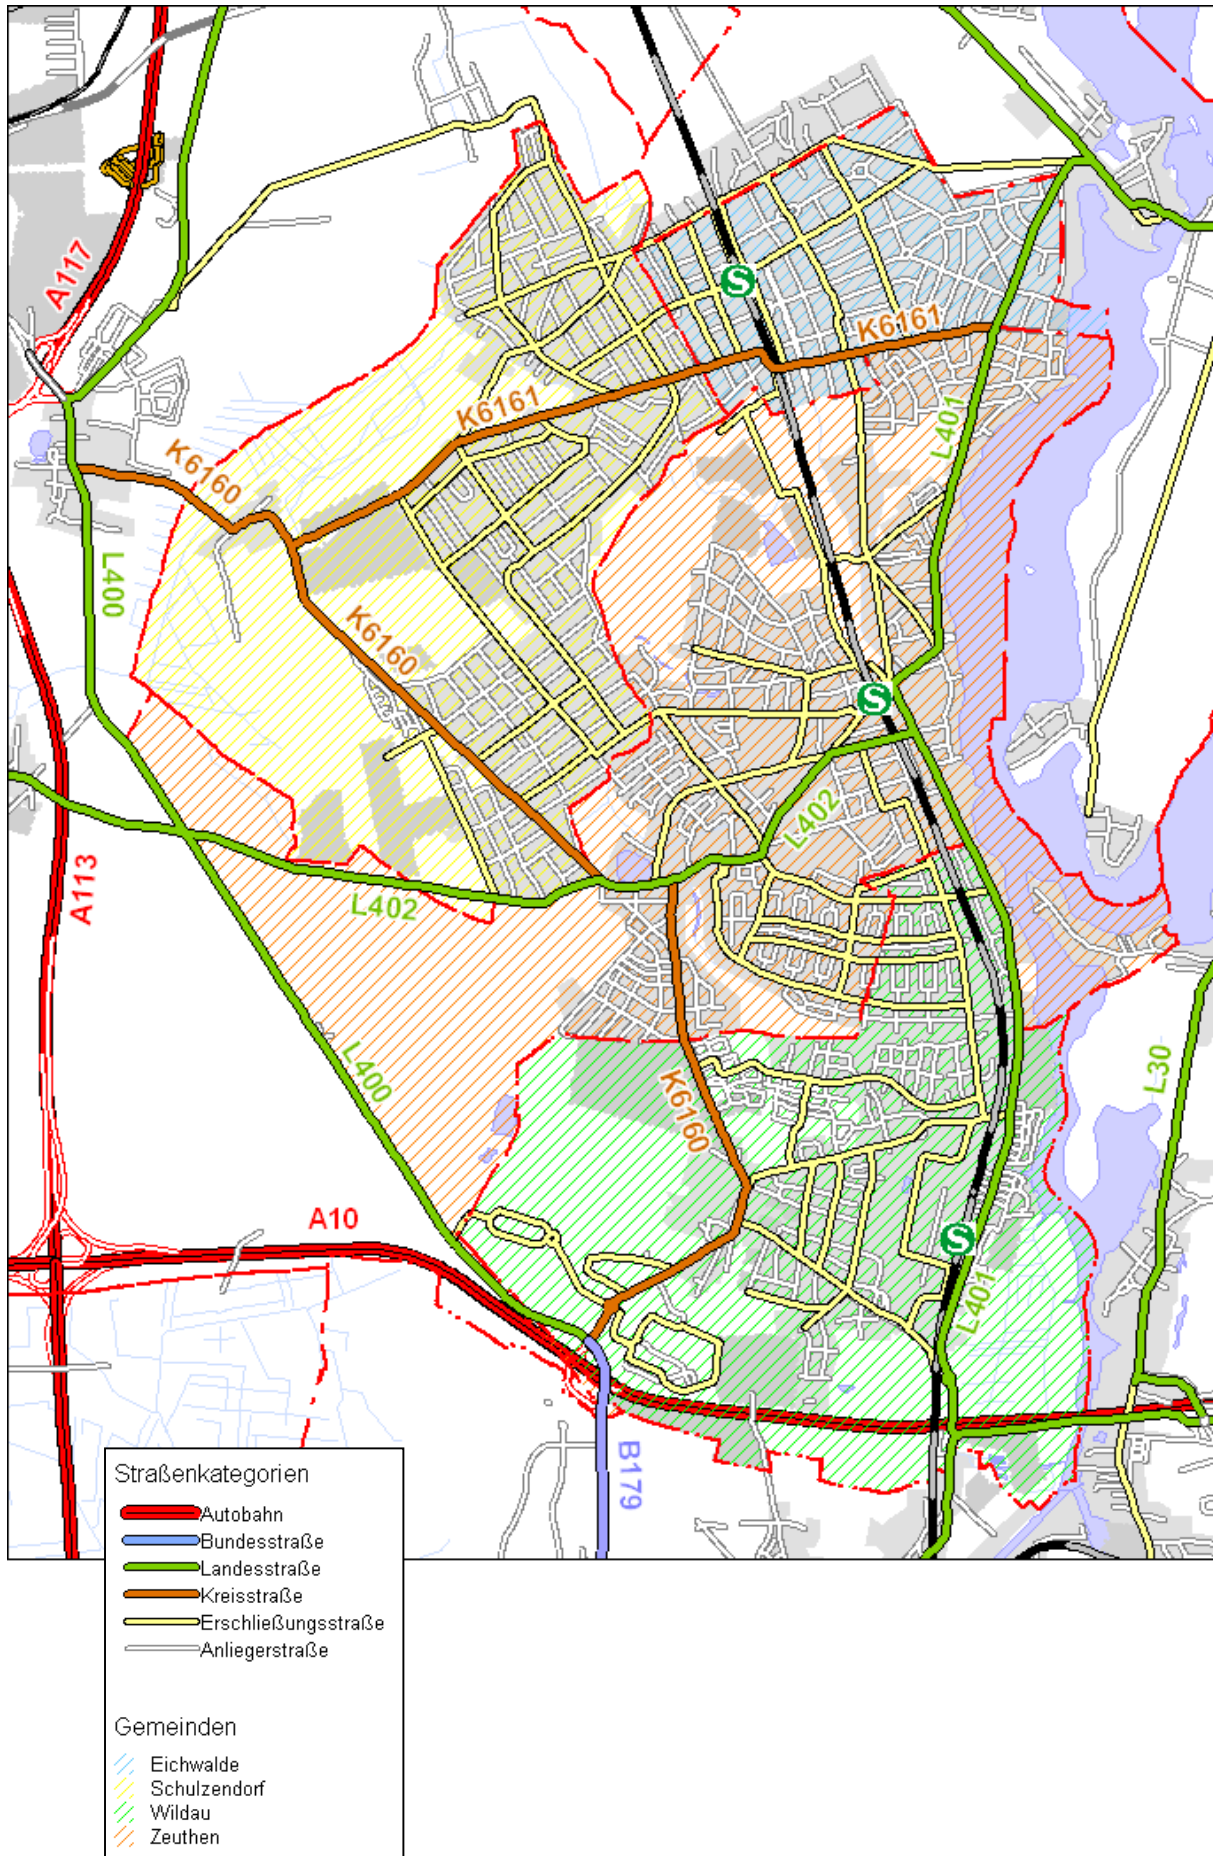 A117
S
K6161
K6161
L401
K6160
L400
K6160
S
L402
A113
L402
L400
K6160
L30
A10
S
L401
B179
Straßenkategorien
Autobahn
Bundesstraße
Landesstraße
Kreisstraße
Erschließungsstraße
Anliegerstraße
Gemeinden
Eichwalde
Schulzendorf
Wildau
Zeuthen